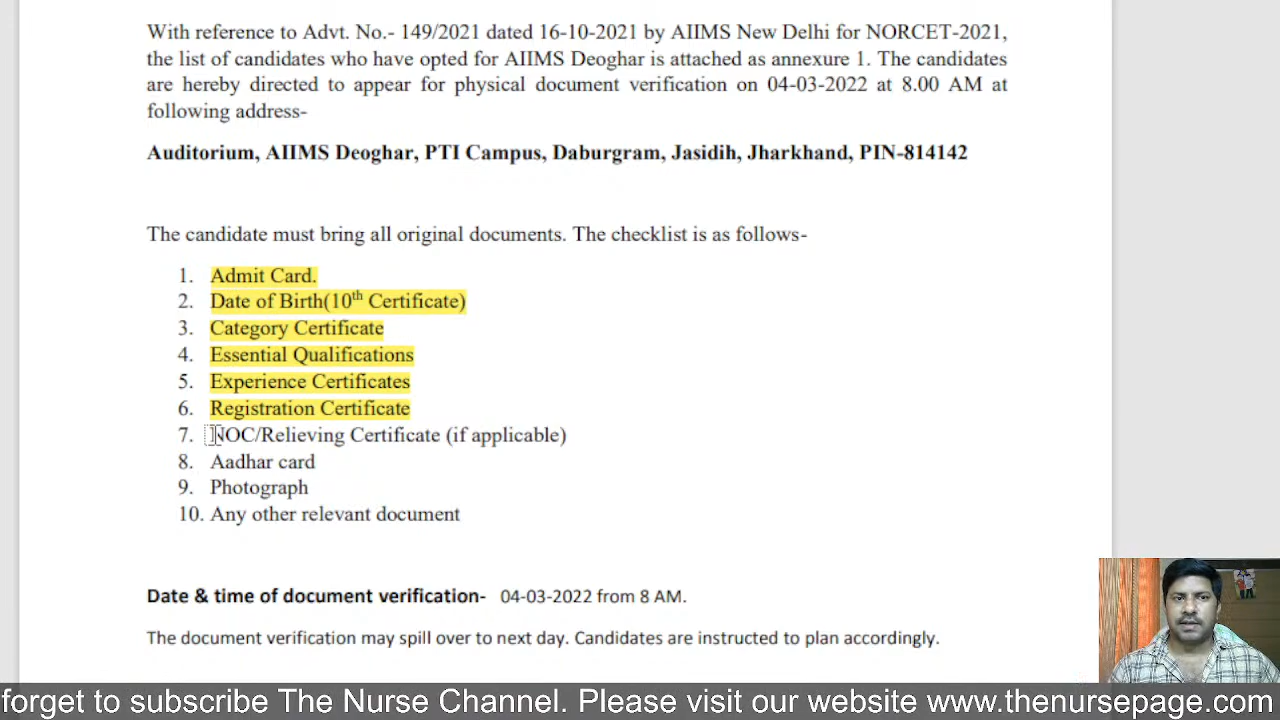 With reference to Advt. No.- 149/2021 dated 16-10-2021 by AIIMS New Delhi for NORCET-2021,
the list of candidates who have opted for AIIMS Deoghar is attached as annexure 1. The candidates
are hereby directed to appear for physical document verification on 04-03-2022 at 8.00 AM at
following address-
Auditorium, AIIMS Deoghar, PTI Campus, Daburgram, Jasidih, Jharkhand, PIN-814142
The candidate must bring all original documents. The checklist is as follows-
1. Admit Card.
2. Date of Birth(10th Certificate)
3. Category Certificate
4. Essential Qualifications
5. Experience Certificates
6. Registration Certificate
7. NOC/Relieving Certificate (if applicable)
8. Aadhar card
9. Photograph
10. Any other relevant document
Date & time of document verification- 04-03-2022 from 8 AM.
The document verification may spill over to next day. Candidates are instructed to plan accordingly.
forget to subscribe The Nurse Channel. Please visit our website www.thenursepage.com